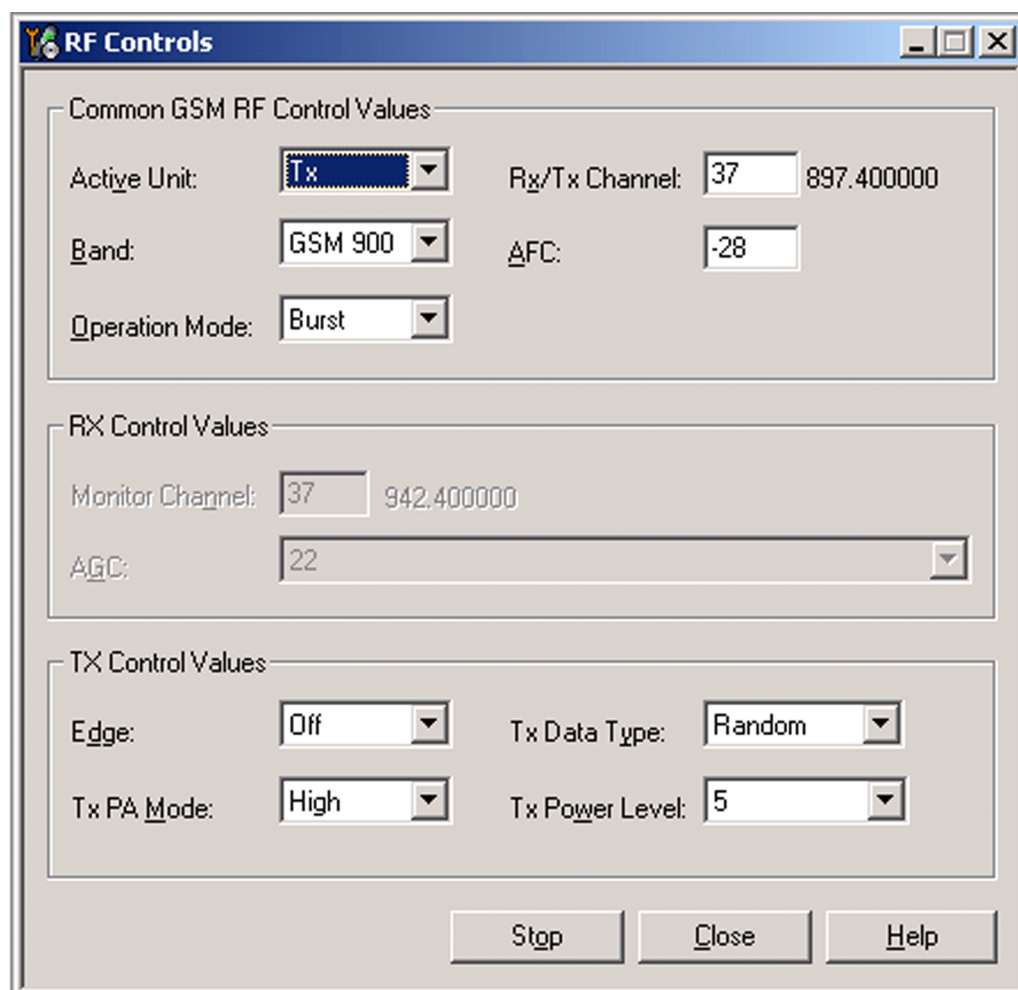 RF Controls
Common GSM RF Control Values
Active Unit: Tx Rx/Tx Channel: 37 897.400000
Band: GSM 900 AFC: -28
Operation Mode: Burst
RX Control Values
Monitor Channel: 37 942.400000
AGC: 22
TX Control Values
Edge: Off Tx Data Type: Random
Tx PA Mode: High Tx Power Level: 5
Stop Close Help